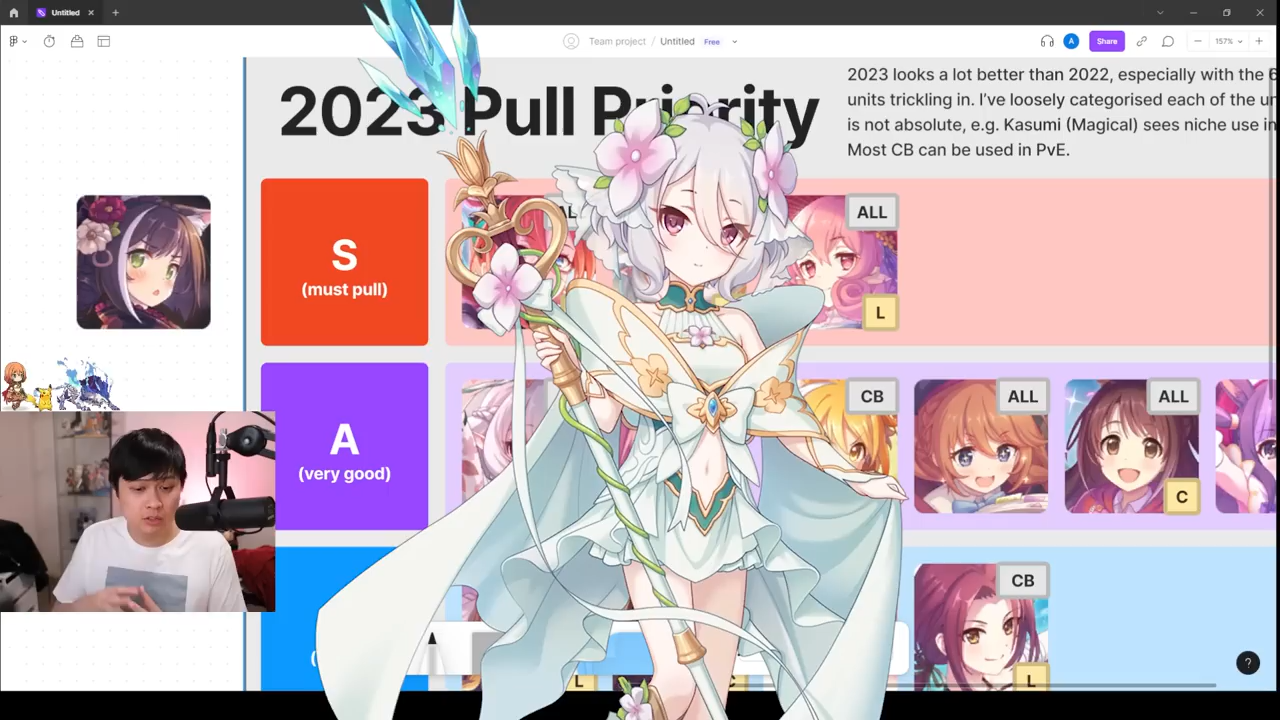 Untitled
Team project / Untitled Free
A
Share
157%
2023 Pull Priority
2023 looks a lot better than 2022, especially with the 6
units trickling in. I've loosely categorised each of the
is not absolute, e.g. Kasumi (Magical) sees niche use in
Most CB can be used in PvE.
S
(must pull)
ALL
L
A
(very good)
CB
ALL
ALL
C
CB
L
L
?